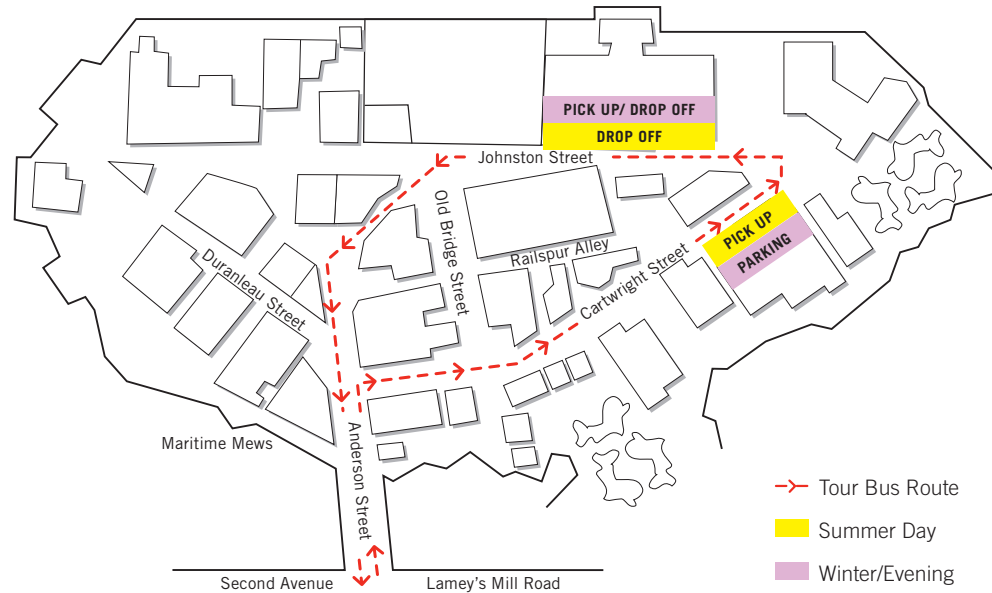 PICK UP/ DROP OFF
DROP OFF
Johnston Street
Old Bridge Street
Railspur Alley
PICK UP
PARKING
Duranleau Street
Cartwright Street
Maritime Mews
Anderson Street
Tour Bus Route
Summer Day
Second Avenue
Lamey's Mill Road
Winter/Evening